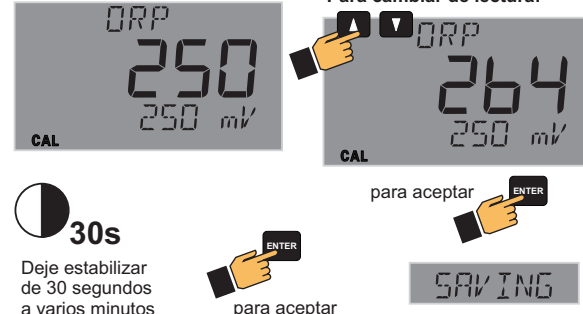 ORP
250
250 mV
CAL
Para cambiar de lectura:
ORP
264
250 mV
CAL
30s
Deje estabilizar
de 30 segundos
a varios minutos
ENTER
para aceptar
para aceptar
ENTER
SAVING